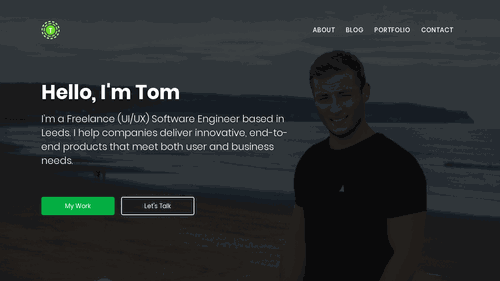 T
ABOUT BLOG PORTFOLIO CONTACT
Hello, I'm Tom
I'm a Freelance (UI/UX) Software Engineer based in
Leeds. I help companies deliver innovative, end-to-
end products that meet both user and business
needs.
My Work Let's Talk